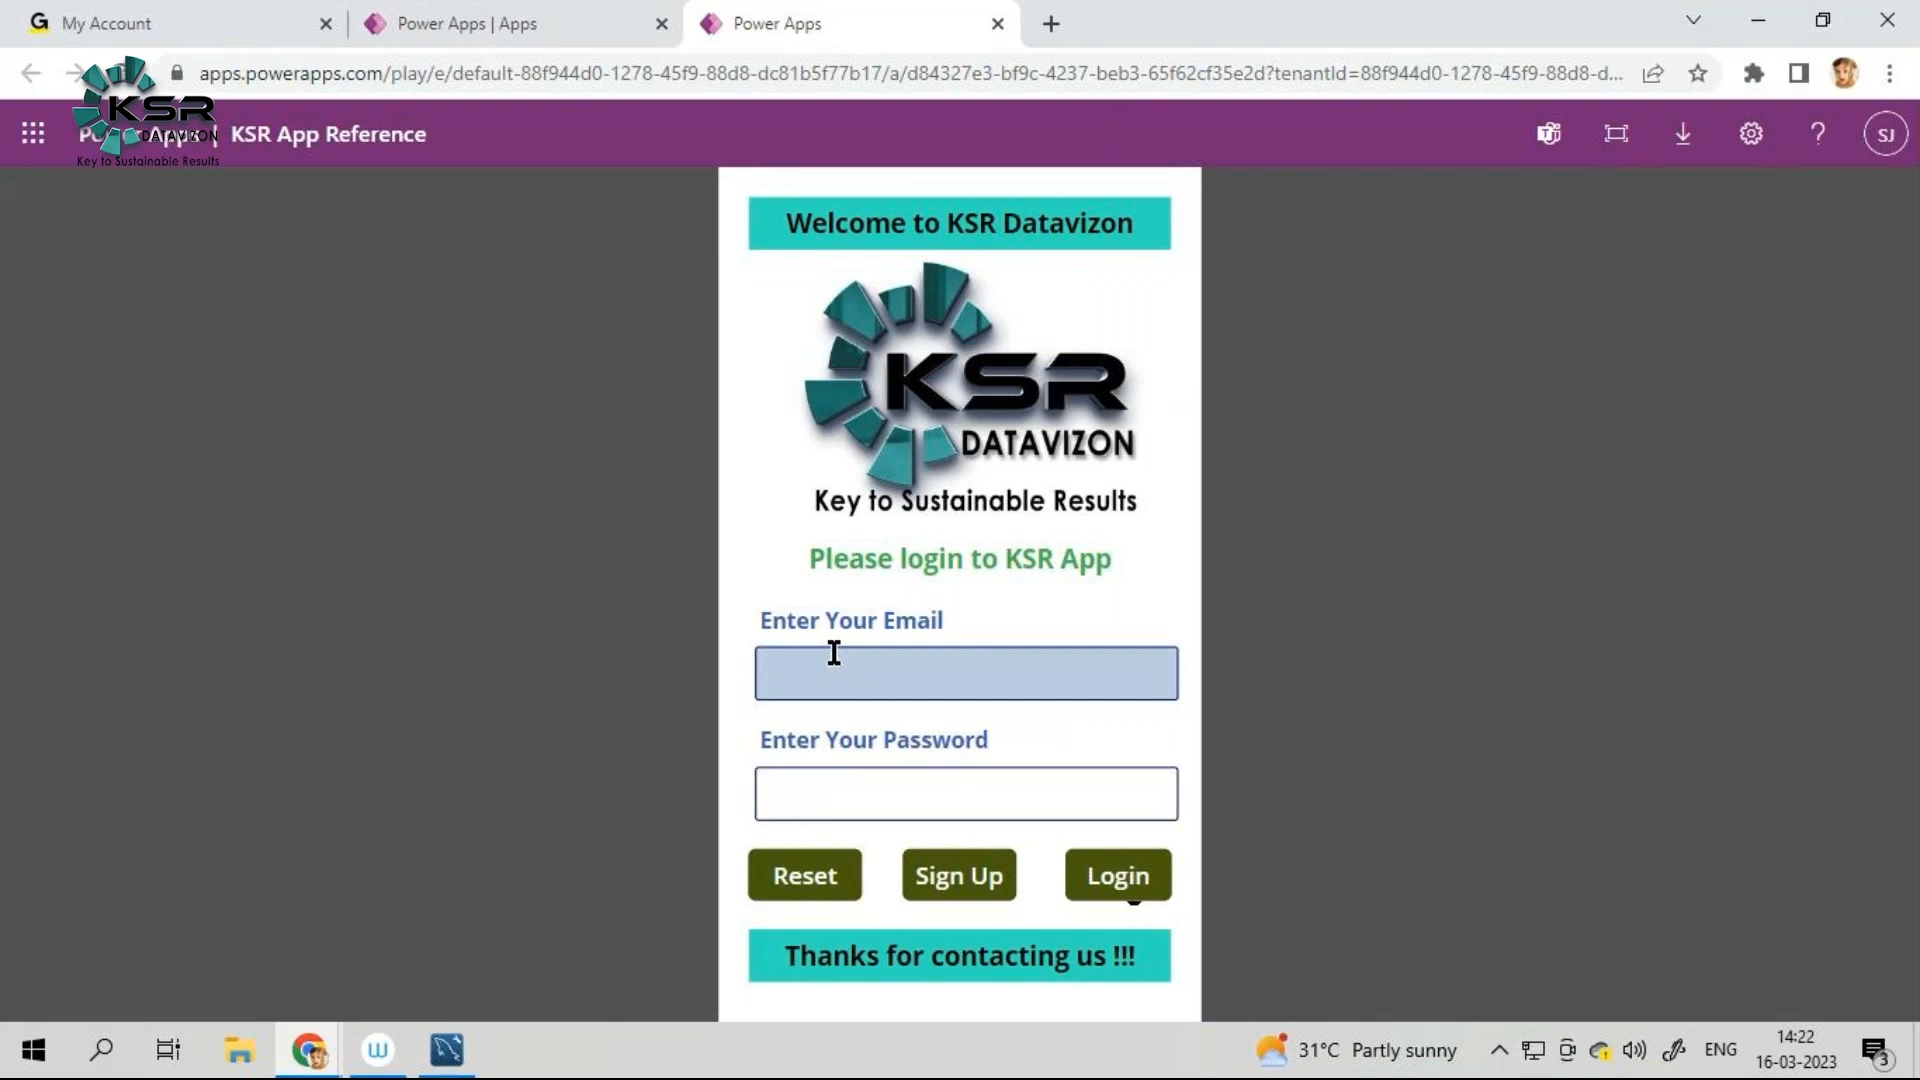 My Account
Power Apps | Apps
Power Apps
apps.powerapps.com/play/e/default-88f944d0-1278-45f9-88d8-dc81b5f77b17/a/d84327e3-bf9c-4237-beb3-65f62cf35e2d?tenantId=88f944d0-1278-45f9-88d8-d...
KSR
DATAVIZON
Key to Sustainable Results
Power Apps | KSR App Reference
SJ
Welcome to KSR Datavizon
KSR
DATAVIZON
Key to Sustainable Results
Please login to KSR App
Enter Your Email
Enter Your Password
Reset Sign Up Login
Thanks for contacting us !!!
31°C Partly sunny
ENG
14:22
16-03-2023
3